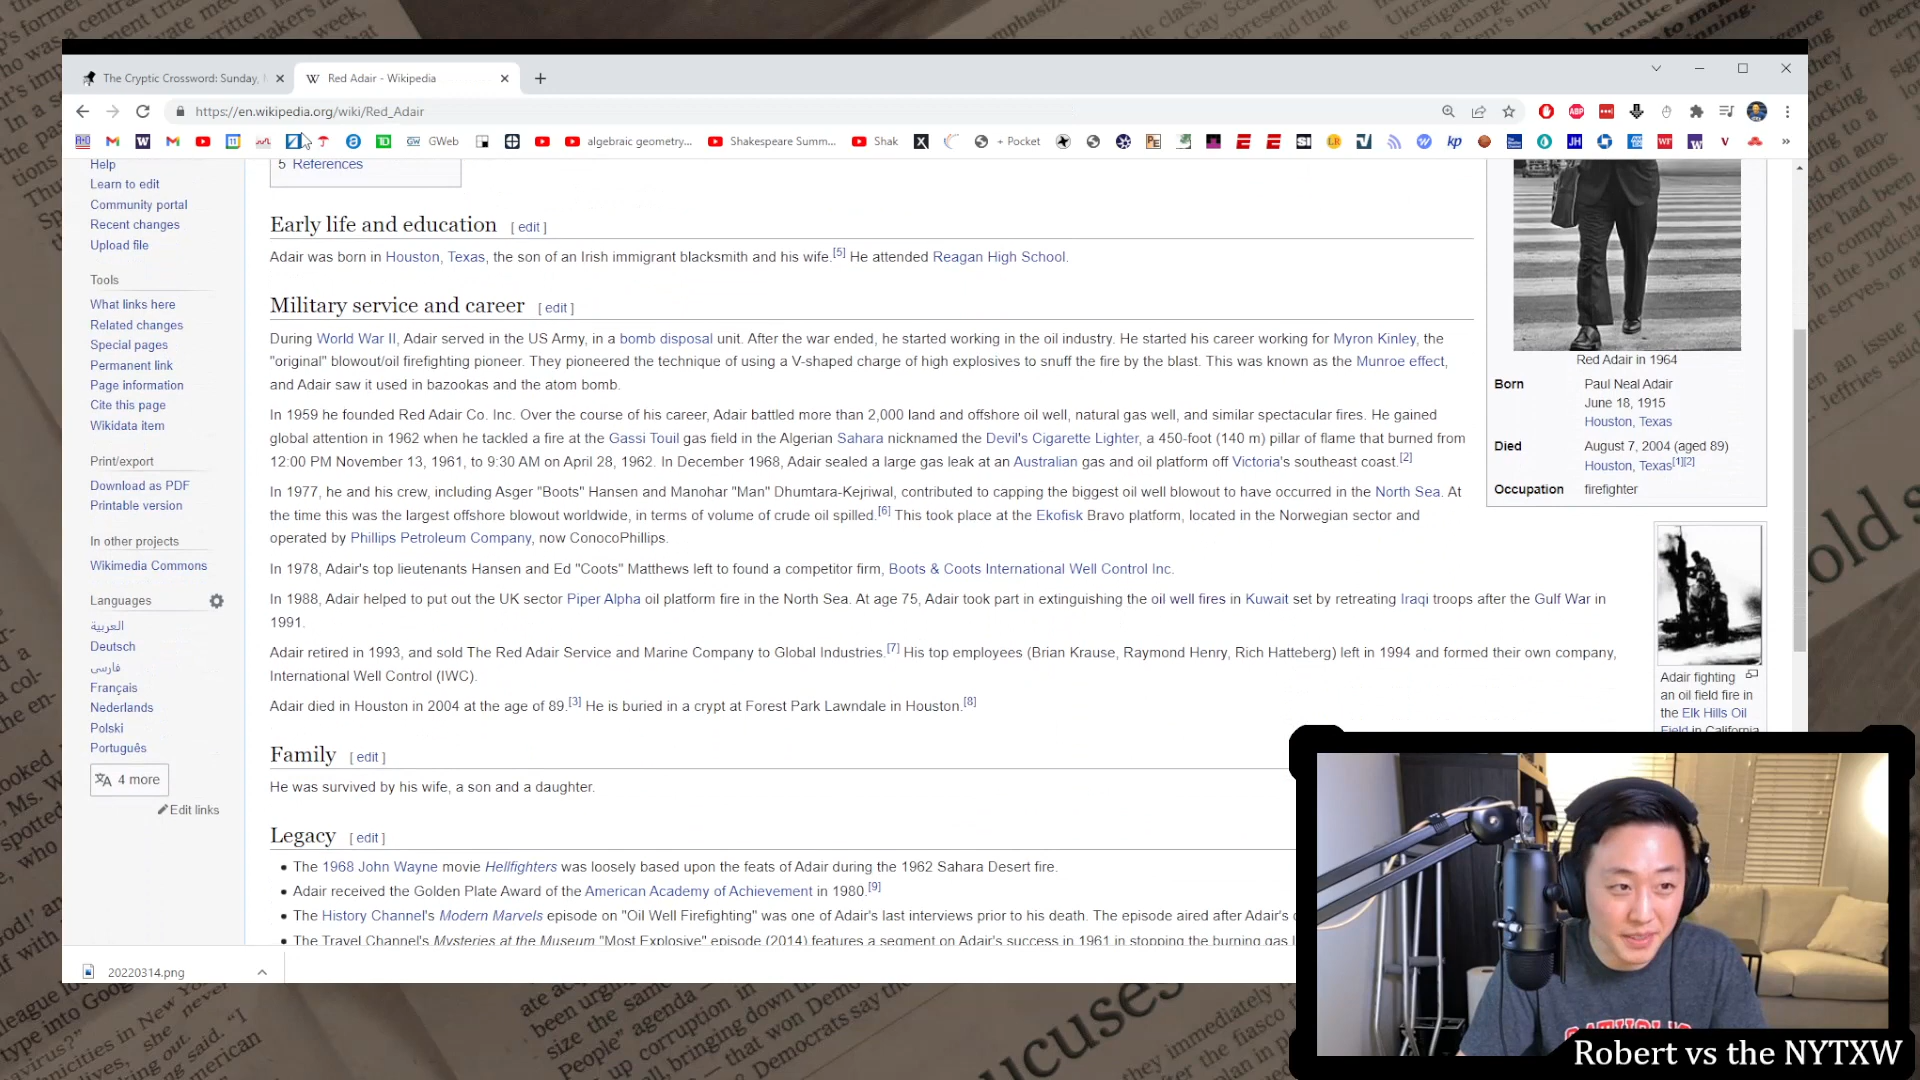 The Cryptic Crossword: Sunday,
Red Adair - Wikipedia
https://en.wikipedia.org/wiki/Red_Adair
GWeb
algebraic geometry...
Shakespeare Summ...
Shak
+ Pocket
Help
Learn to edit
Community portal
Recent changes
Upload file
Tools
What links here
Related changes
Special pages
Permanent link
Page information
Cite this page
Wikidata item
Print/export
Download as PDF
Printable version
In other projects
Wikimedia Commons
Languages
العربية
Deutsch
فارسی
Français
Nederlands
Polski
Português
4 more
Edit links
5 References
Early life and education [ edit ]
Adair was born in Houston, Texas, the son of an Irish immigrant blacksmith and his wife.[5] He attended Reagan High School.
Military service and career [ edit ]
During World War II, Adair served in the US Army, in a bomb disposal unit. After the war ended, he started working in the oil industry. He started his career working for Myron Kinley, the
"original" blowout/oil firefighting pioneer. They pioneered the technique of using a V-shaped charge of high explosives to snuff the fire by the blast. This was known as the Munroe effect,
and Adair saw it used in bazookas and the atom bomb.
In 1959 he founded Red Adair Co. Inc. Over the course of his career, Adair battled more than 2,000 land and offshore oil well, natural gas well, and similar spectacular fires. He gained
global attention in 1962 when he tackled a fire at the Gassi Touil gas field in the Algerian Sahara nicknamed the Devil's Cigarette Lighter, a 450-foot (140 m) pillar of flame that burned from
12:00 PM November 13, 1961, to 9:30 AM on April 28, 1962. In December 1968, Adair sealed a large gas leak at an Australian gas and oil platform off Victoria's southeast coast.[2]
In 1977, he and his crew, including Asger "Boots" Hansen and Manohar "Man" Dhumtara-Kejriwal, contributed to capping the biggest oil well blowout to have occurred in the North Sea. At
the time this was the largest offshore blowout worldwide, in terms of volume of crude oil spilled.[6] This took place at the Ekofisk Bravo platform, located in the Norwegian sector and
operated by Phillips Petroleum Company, now ConocoPhillips.
In 1978, Adair's top lieutenants Hansen and Ed "Coots" Matthews left to found a competitor firm, Boots & Coots International Well Control Inc.
In 1988, Adair helped to put out the UK sector Piper Alpha oil platform fire in the North Sea. At age 75, Adair took part in extinguishing the oil well fires in Kuwait set by retreating Iraqi troops after the Gulf War in
1991.
Adair retired in 1993, and sold The Red Adair Service and Marine Company to Global Industries.[7] His top employees (Brian Krause, Raymond Henry, Rich Hatteberg) left in 1994 and formed their own company,
International Well Control (IWC).
Adair died in Houston in 2004 at the age of 89.[3] He is buried in a crypt at Forest Park Lawndale in Houston.[8]
Family [ edit ]
He was survived by his wife, a son and a daughter.
Legacy [ edit ]
The 1968 John Wayne movie Hellfighters was loosely based upon the feats of Adair during the 1962 Sahara Desert fire.
Adair received the Golden Plate Award of the American Academy of Achievement in 1980.[9]
The History Channel's Modern Marvels episode on "Oil Well Firefighting" was one of Adair's last interviews prior to his death. The episode aired after Adair's
The Travel Channel's Mysteries at the Museum "Most Explosive" episode (2014) features a segment on Adair's success in 1961 in stopping the burning gas
Red Adair in 1964
Born Paul Neal Adair
June 18, 1915
Houston, Texas
Died August 7, 2004 (aged 89)
Houston, Texas[1][2]
Occupation firefighter
Adair fighting
an oil field fire in
the Elk Hills Oil
Field in California
20220314.png
Robert vs the NYTXW